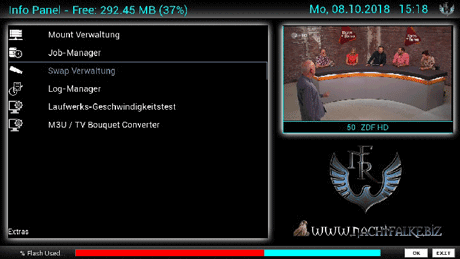 Info Panel - Free: 292.45 MB (37%)
Mo, 08.10.2018 15:18
Mount Verwaltung
Job-Manager
Swap Verwaltung
Log-Manager
Laufwerks-Geschwindigkeitstest
M3U / TV Bouquet Converter
50 ZDF HD
NFR
WWW.NACHTFALKE.BIZ
Extras
% Flash Used...
OK
EXIT